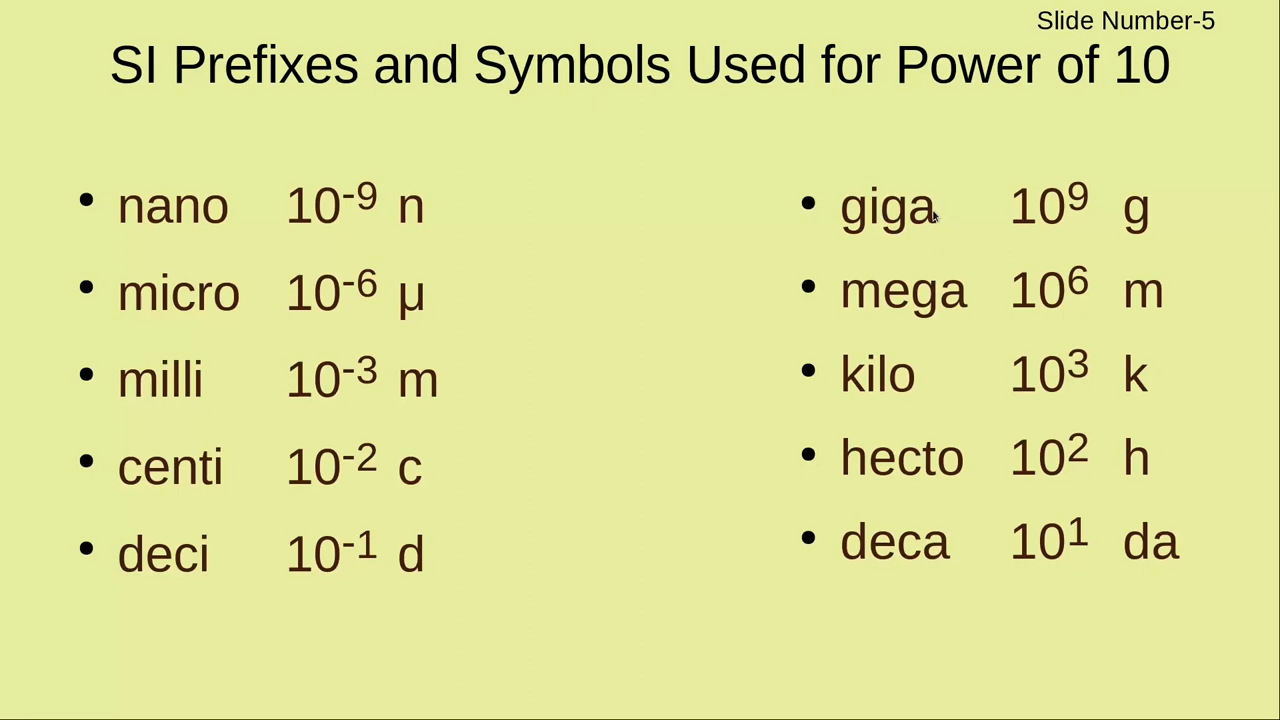 Slide Number-5
SI Prefixes and Symbols Used for Power of 10
• nano 10⁻⁹ n
• micro 10⁻⁶ µ
• milli 10⁻³ m
• centi 10⁻² c
• deci 10⁻¹ d
• giga 10⁹ g
• mega 10⁶ m
• kilo 10³ k
• hecto 10² h
• deca 10¹ da